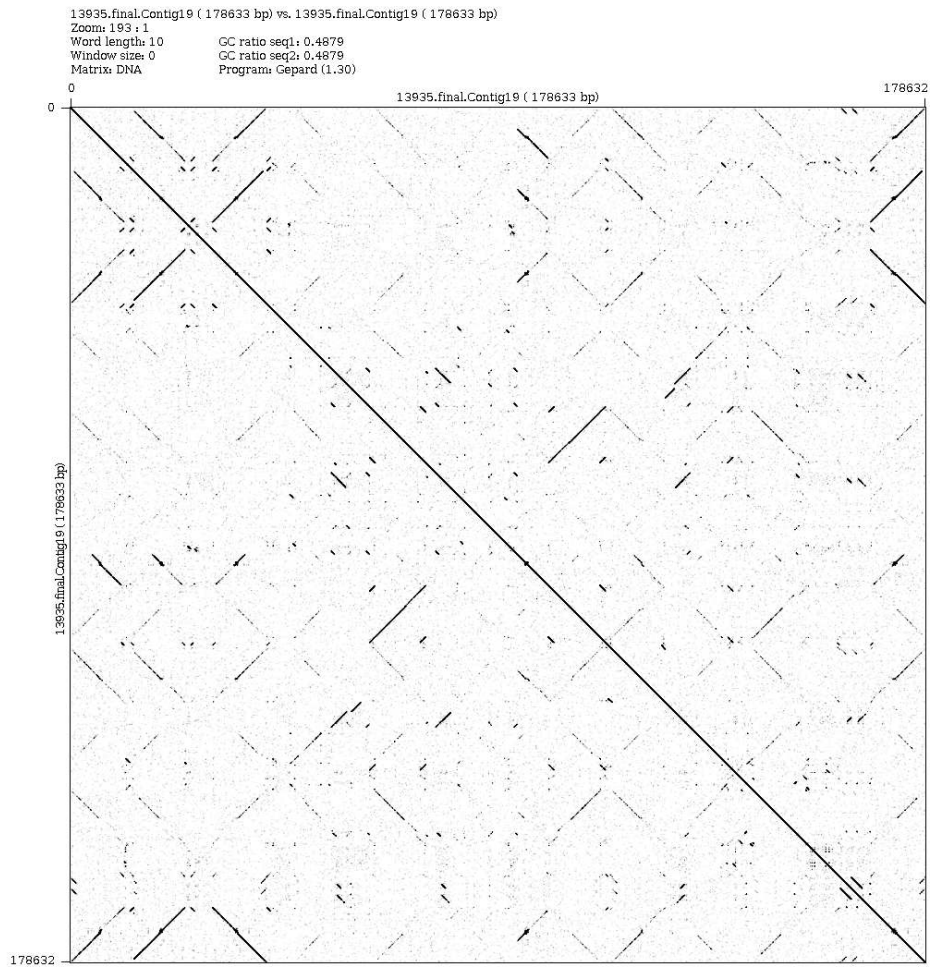 13935.final.Contig19 ( 178633 bp) vs. 13935.final.Contig19 ( 178633 bp)
Zoom: 193 : 1
Word length: 10 GC ratio seq1: 0.4879
Window size: 0 GC ratio seq2: 0.4879
Matrix: DNA Program: Gepard (1.30)
0 178632
13935.final.Contig19 ( 178633 bp)
0
13935.final.Contig19 ( 178633 bp)
178632